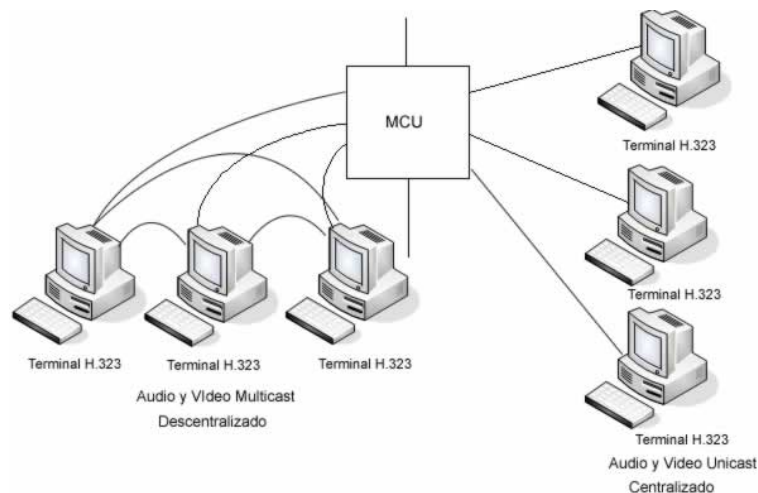 MCU
Terminal H.323
Terminal H.323
Terminal H.323
Terminal H.323
Terminal H.323
Terminal H.323
Audio y VIdeo Multicast
Descentralizado
Audio y Video Unicast
Centralizado